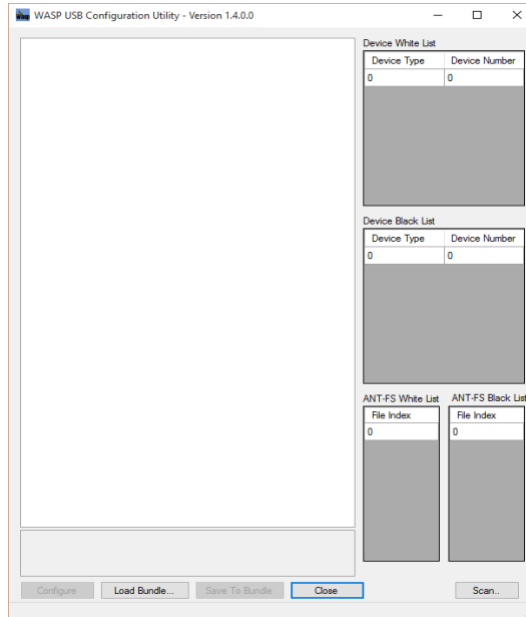 WASP USB Configuration Utility - Version 1.4.0.0
Device White List
Device Type Device Number
0 0
Device Black List
Device Type Device Number
0 0
ANT-FS White List ANT-FS Black List
File Index File Index
0 0
Configure Load Bundle... Save To Bundle Close Scan..